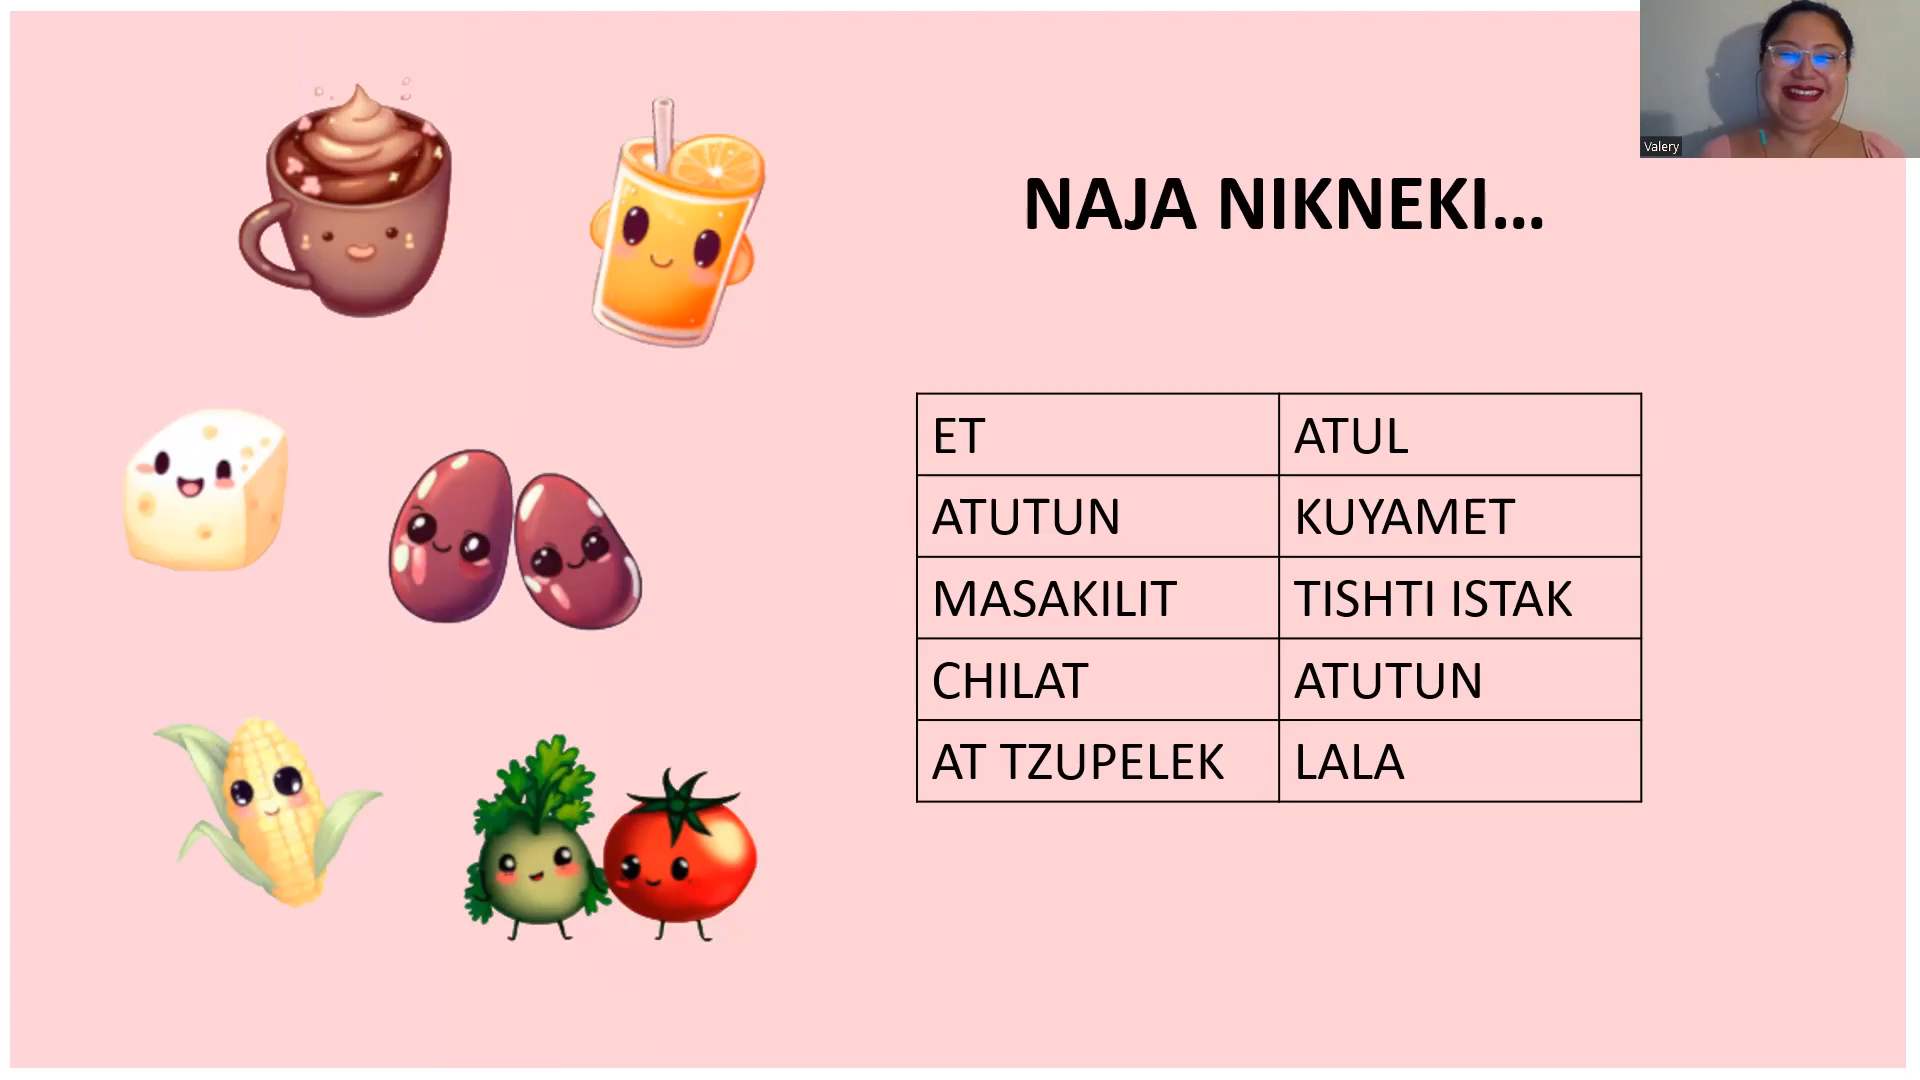 Valery
NAJA NIKNEKI...
ET ATUL
ATUTUN KUYAMET
MASAKILIT TISHTI ISTAK
CHILAT ATUTUN
AT TZUPELEK LALA